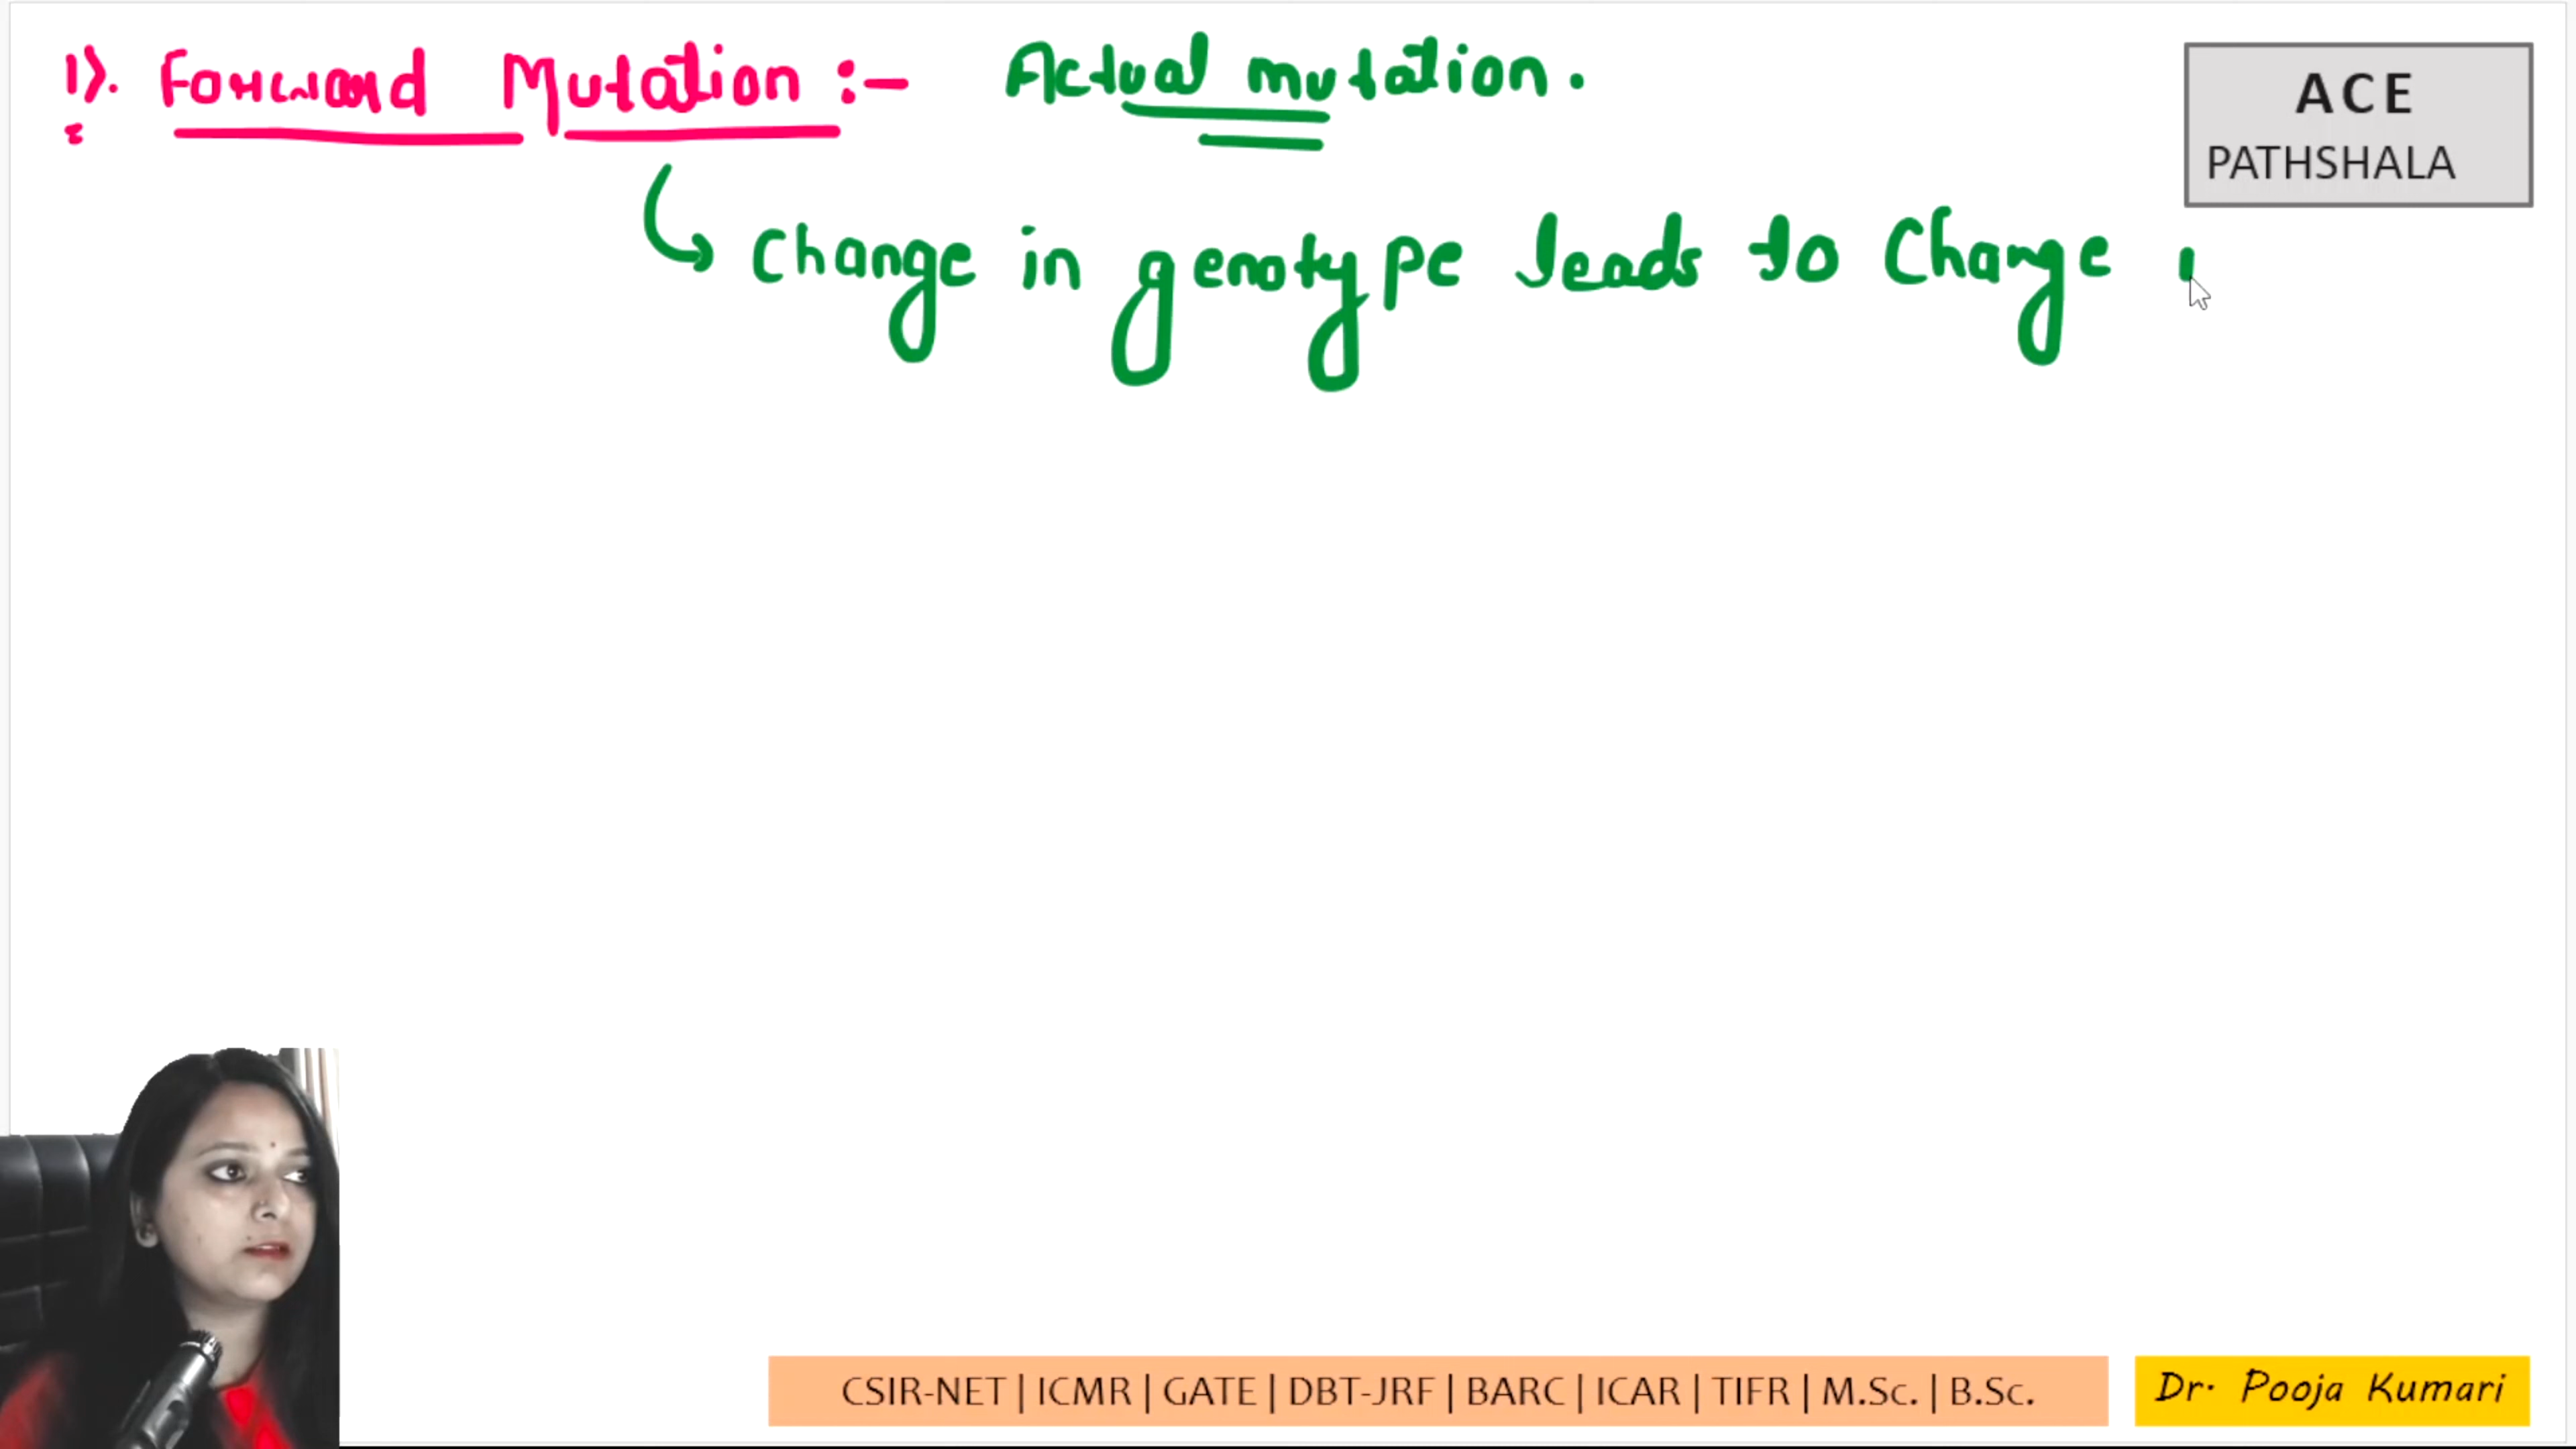 1). Forward Mutation :- Actual mutation.
ACE
PATHSHALA
Change in genotype leads to change
CSIR-NET | ICMR | GATE | DBT-JRF | BARC | ICAR | TIFR | M.Sc. | B.Sc.
Dr. Pooja Kumari